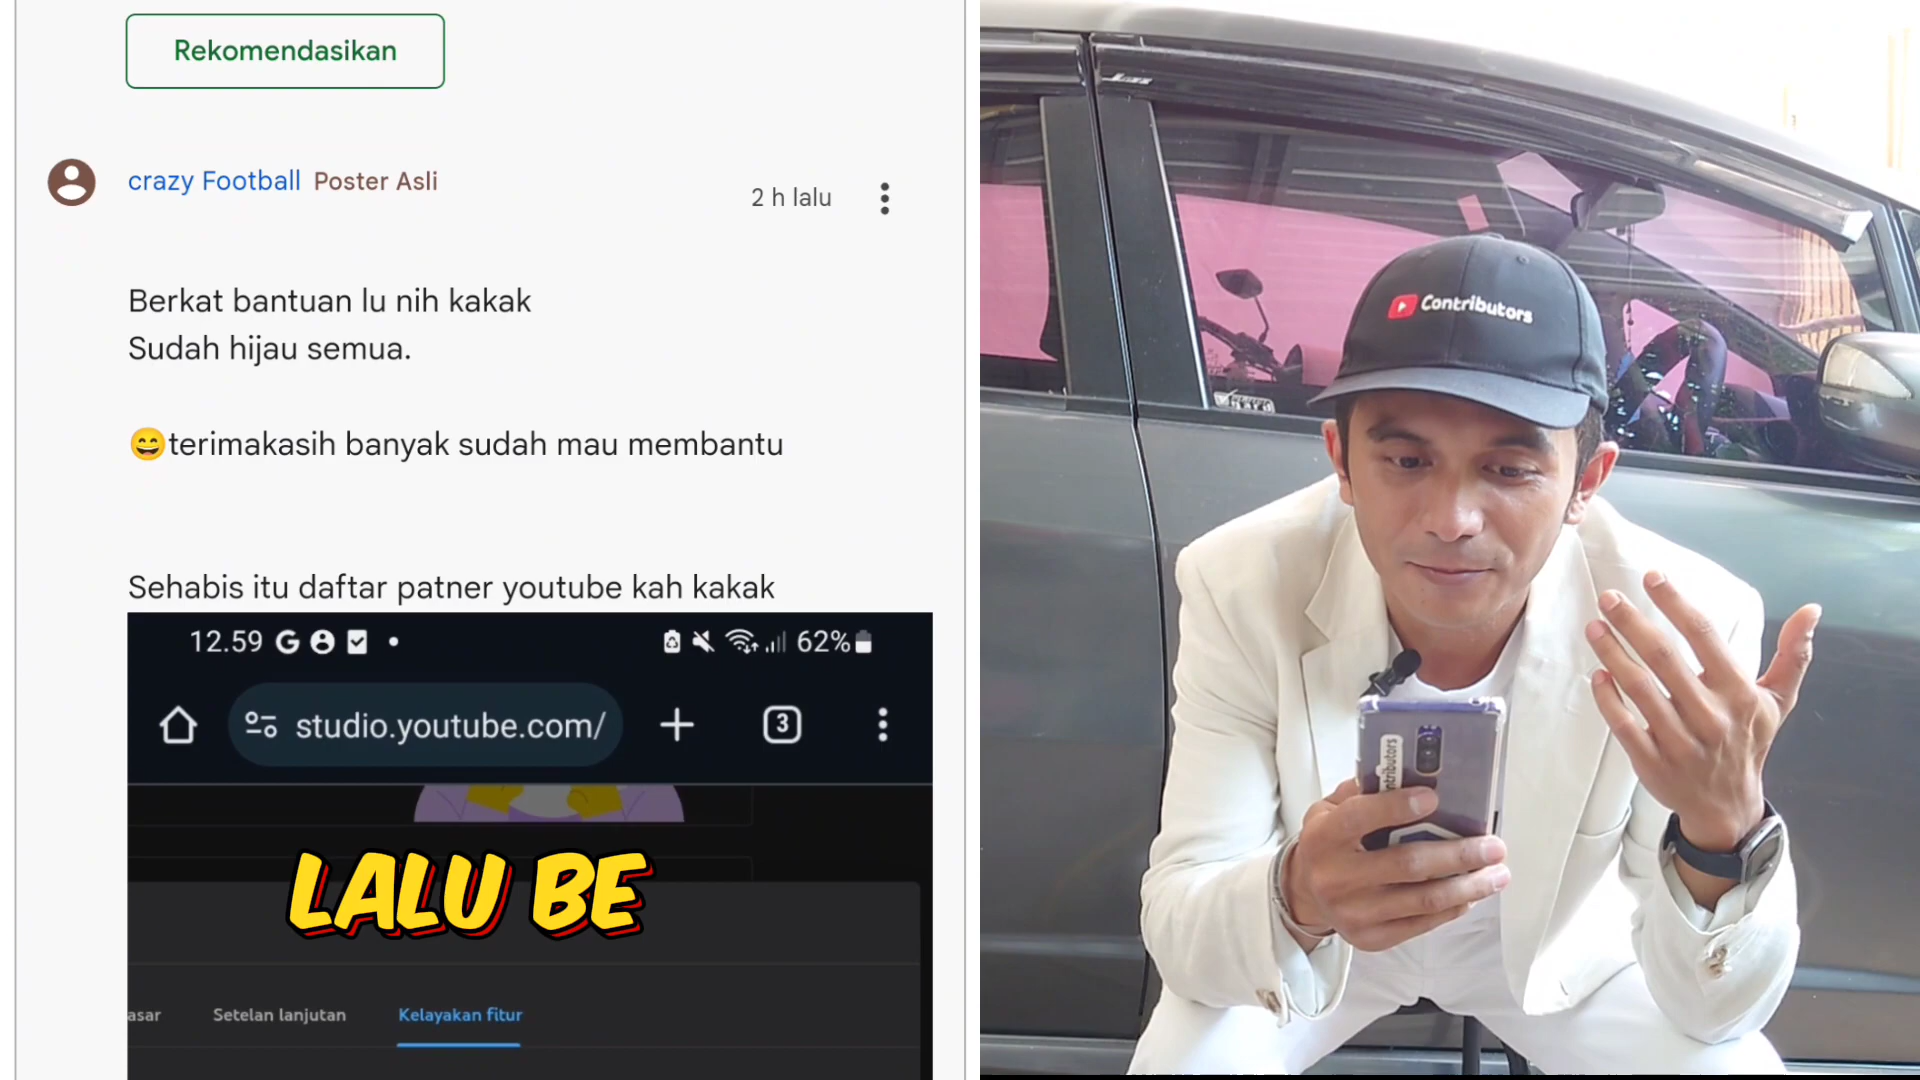 Rekomendasikan
crazy Football Poster Asli
2 h lalu
Berkat bantuan lu nih kakak
Sudah hijau semua.
😄terimakasih banyak sudah mau membantu
Sehabis itu daftar patner youtube kah kakak
12.59 G
62%
studio.youtube.com/
3
LALU BE
asar Setelan lanjutan Kelayakan fitur
Contributors
ntributors